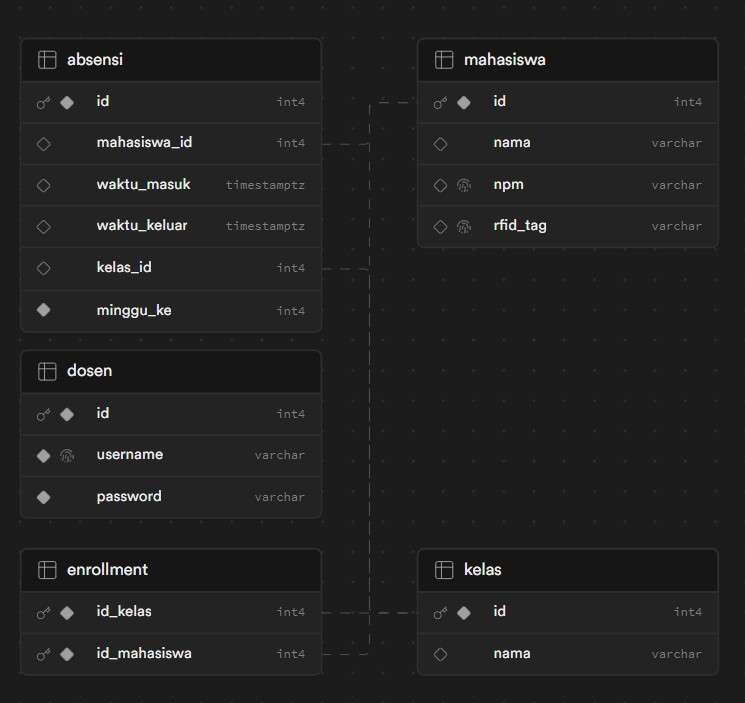 absensi
id int4
mahasiswa_id int4
waktu_masuk timestamptz
waktu_keluar timestamptz
kelas_id int4
minggu_ke int4
mahasiswa
id int4
nama varchar
npm varchar
rfid_tag varchar
dosen
id int4
username varchar
password varchar
enrollment
id_kelas int4
id_mahasiswa int4
kelas
id int4
nama varchar